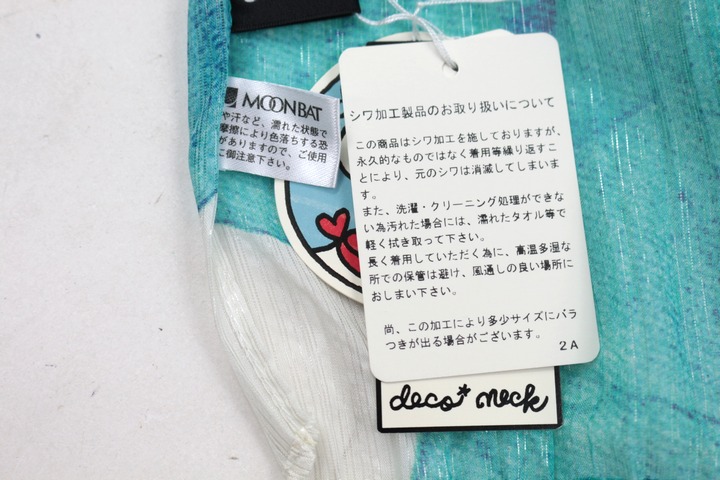 MOONBAT
や汗など、濡れた状態で
摩擦により色落ちする恐
がありますので、ご使用
ご注意下さい。
シワ加工製品のお取り扱いについて
この商品はシワ加工を施しておりますが、
永久的なものではなく着用等繰り返すこ
とにより、元のシワは消滅してしまいま
す。
また、洗濯・クリーニング処理ができな
い為汚れた場合には、濡れたタオル等で
軽く拭き取って下さい。
長く着用していただく為に、高温多湿な
所での保管は避け、風通しの良い場所に
おしまい下さい。
尚、この加工により多少サイズにバラ
つきが出る場合がございます。
2A
deco* neck